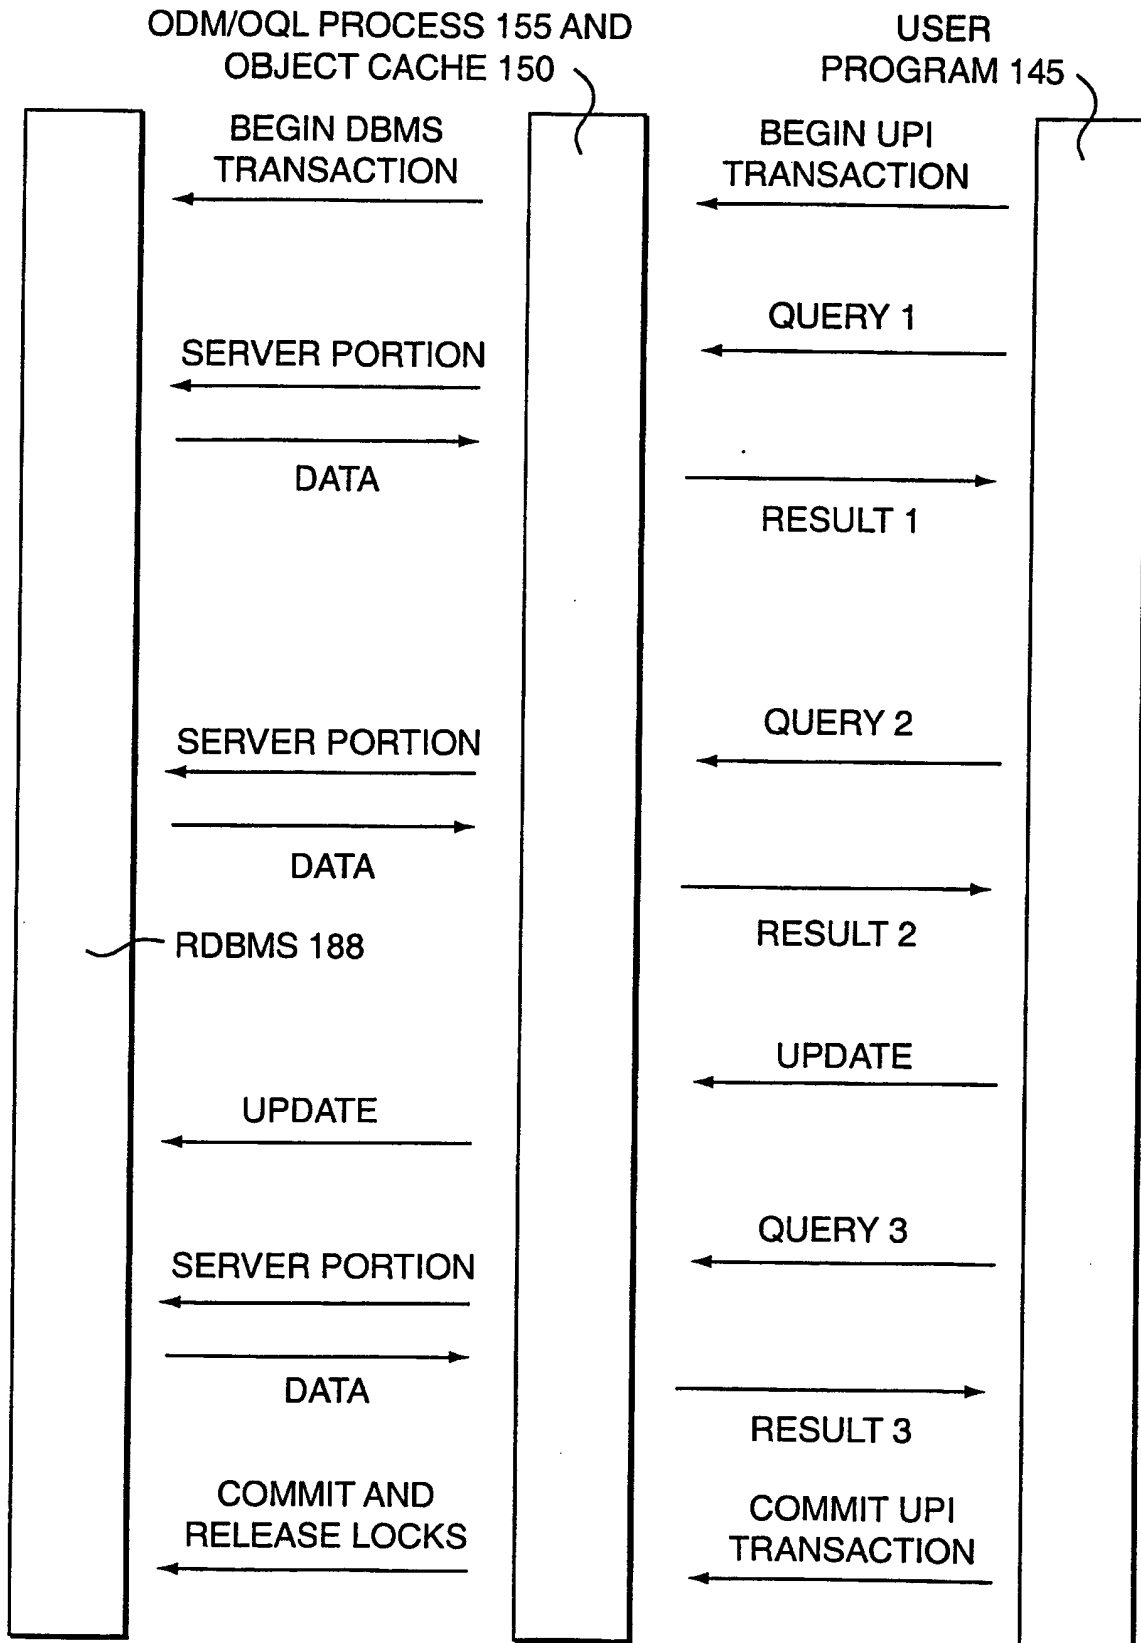 ODM/OQL PROCESS 155 AND
OBJECT CACHE 150
USER
PROGRAM 145
BEGIN DBMS
TRANSACTION
BEGIN UPI
TRANSACTION
QUERY 1
SERVER PORTION
DATA
RESULT 1
QUERY 2
SERVER PORTION
DATA
RESULT 2
RDBMS 188
UPDATE
UPDATE
QUERY 3
SERVER PORTION
DATA
RESULT 3
COMMIT AND
RELEASE LOCKS
COMMIT UPI
TRANSACTION